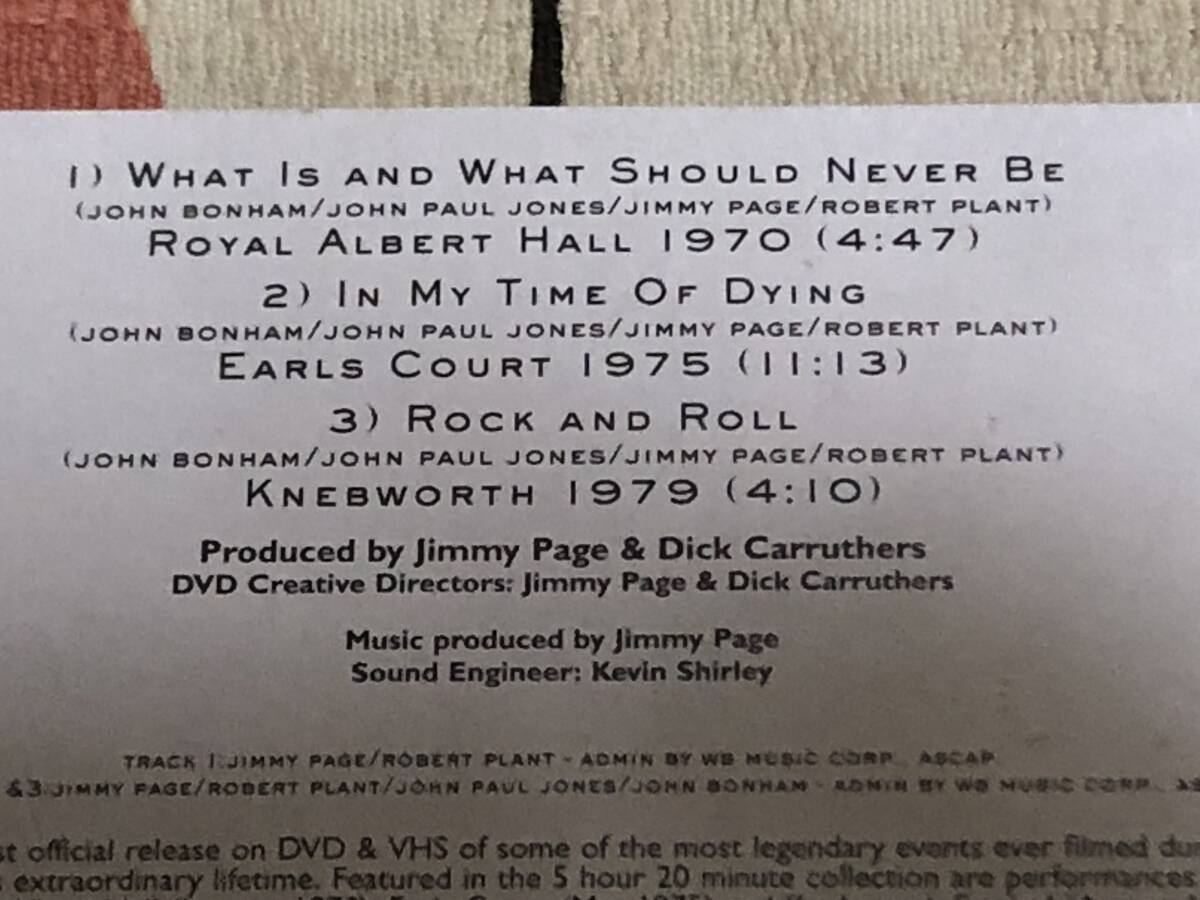 1) What Is and What Should Never Be
(JOHN BONHAM/JOHN PAUL JONES/JIMMY PAGE/ROBERT PLANT)
Royal Albert Hall 1970 (4:47)
2) In My Time Of Dying
(JOHN BONHAM/JOHN PAUL JONES/JIMMY PAGE/ROBERT PLANT)
Earls Court 1975 (11:13)
3) Rock and Roll
(JOHN BONHAM/JOHN PAUL JONES/JIMMY PAGE/ROBERT PLANT)
Knebworth 1979 (4:10)
Produced by Jimmy Page & Dick Carruthers
DVD Creative Directors: Jimmy Page & Dick Carruthers
Music produced by Jimmy Page
Sound Engineer: Kevin Shirley
TRACK 1:JIMMY PAGE/ROBERT PLANT - ADMIN BY WB MUSIC CORP., ASCAP
&3:JIMMY PAGE/ROBERT PLANT/JOHN PAUL JONES/JOHN BONHAM - ADMIN BY WB MUSIC CORP., AS
st official release on DVD & VHS of some of the most legendary events ever filmed du
s extraordinary lifetime. Featured in the 5 hour 20 minute collection are performances